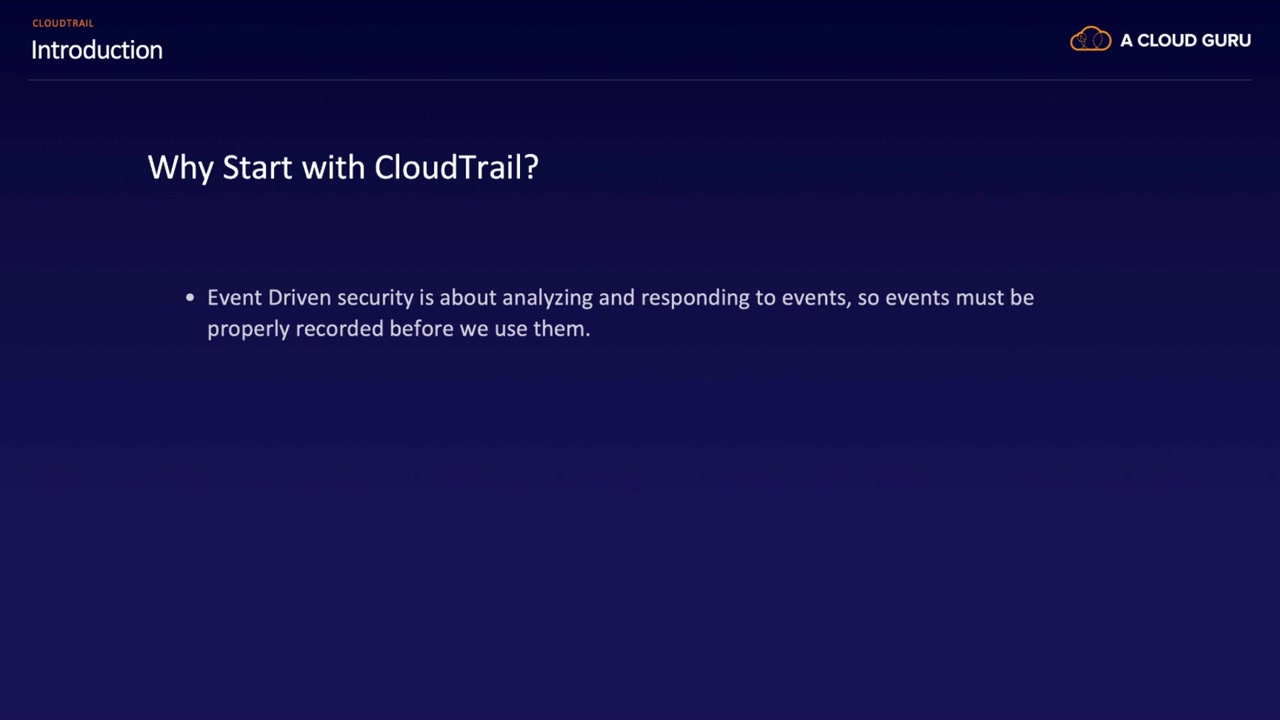 CLOUDTRAIL
Introduction
A CLOUD GURU
Why Start with CloudTrail?
• Event Driven security is about analyzing and responding to events, so events must be
properly recorded before we use them.